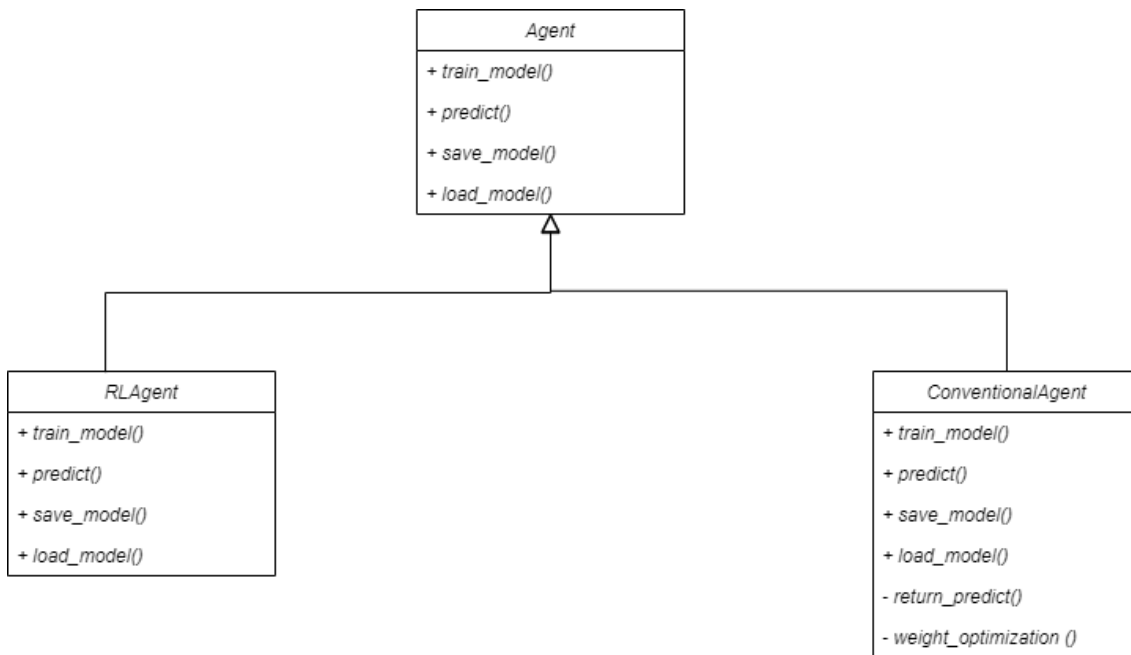 Agent
+ train_model()
+ predict()
+ save_model()
+ load_model()
RLAgent
+ train_model()
+ predict()
+ save_model()
+ load_model()
ConventionalAgent
+ train_model()
+ predict()
+ save_model()
+ load_model()
- return_predict()
- weight_optimization ()